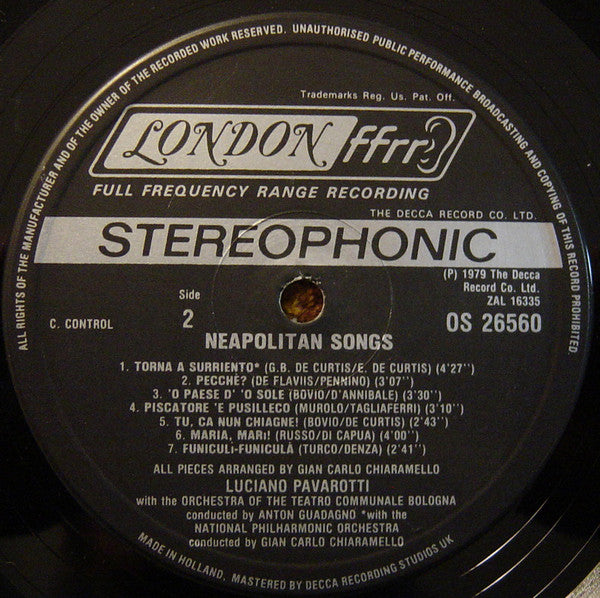 ALL RIGHTS OF THE MANUFACTURER AND OF THE OWNER OF THE RECORDED WORK RESERVED. UNAUTHORISED PUBLIC PERFORMANCE, BROADCASTING AND COPYING OF THIS RECORD PROHIBITED.
Trademarks Reg. Us. Pat. Off.
LONDON ffrr
FULL FREQUENCY RANGE RECORDING
THE DECCA RECORD CO. LTD.
STEREOPHONIC
(P) 1979 The Decca
Record Co. Ltd.
ZAL 16335
Side
C. CONTROL 2 OS 26560
NEAPOLITAN SONGS
1. TORNA A SURRIENTO* (G.B. DE CURTIS/E. DE CURTIS) (4'27'')
2. PECCHÈ? (DE FLAVIIS/PENNINO) (3'07'')
3. 'O PAESE D' 'O SOLE (BOVIO/D'ANNIBALE) (3'30'')
4. PISCATORE 'E PUSILLECO (MUROLO/TAGLIAFERRI) (3'10'')
5. TU, CA NUN CHIAGNE! (BOVIO/DE CURTIS) (2'43'')
6. MARIA, MARI! (RUSSO/DI CAPUA) (4'00'')
7. FUNICULÌ-FUNICULÀ (TURCO/DENZA) (2'41'')
ALL PIECES ARRANGED BY GIAN CARLO CHIARAMELLO
LUCIANO PAVAROTTI
with the ORCHESTRA OF THE TEATRO COMMUNALE BOLOGNA
conducted by ANTON GUADAGNO *with the
NATIONAL PHILHARMONIC ORCHESTRA
conducted by GIAN CARLO CHIARAMELLO
MADE IN HOLLAND. MASTERED BY DECCA RECORDING STUDIOS UK